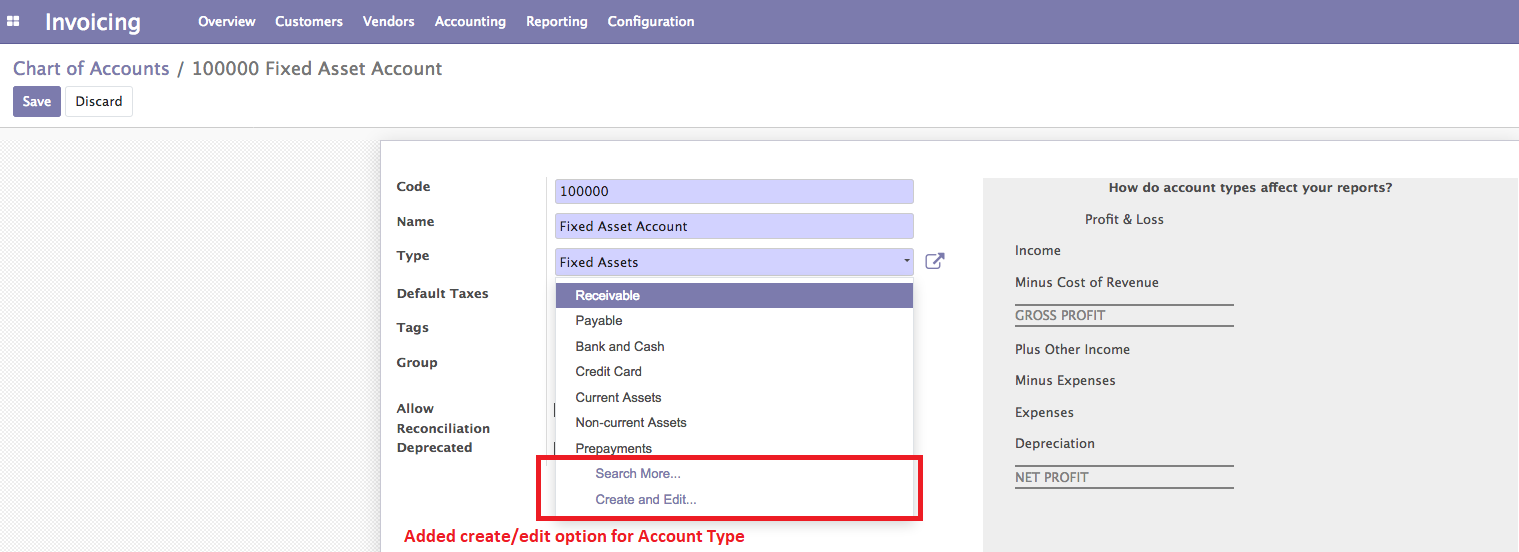 Invoicing Overview Customers Vendors Accounting Reporting Configuration
Chart of Accounts / 100000 Fixed Asset Account
Save Discard
Code 100000
Name Fixed Asset Account
Type Fixed Assets
Default Taxes
Tags
Group
Allow
Reconciliation
Deprecated
Receivable
Payable
Bank and Cash
Credit Card
Current Assets
Non-current Assets
Prepayments
Search More...
Create and Edit...
Added create/edit option for Account Type
How do account types affect your reports?
Profit & Loss
Income
Minus Cost of Revenue
GROSS PROFIT
Plus Other Income
Minus Expenses
Expenses
Depreciation
NET PROFIT